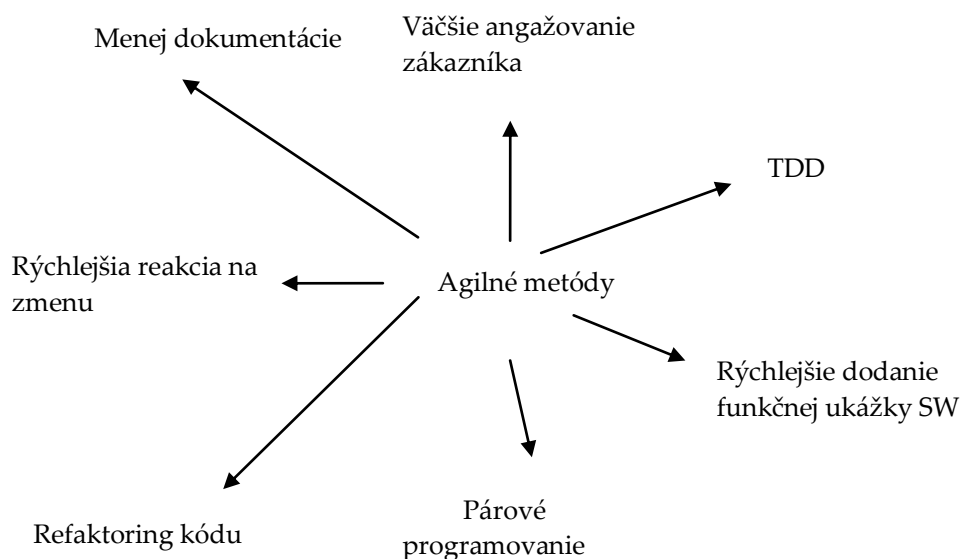 Menej dokumentácie
Väčšie angažovanie
zákazníka
TDD
Rýchlejšia reakcia na
zmenu
Agilné metódy
Rýchlejšie dodanie
funkčnej ukážky SW
Refaktoring kódu
Párové
programovanie